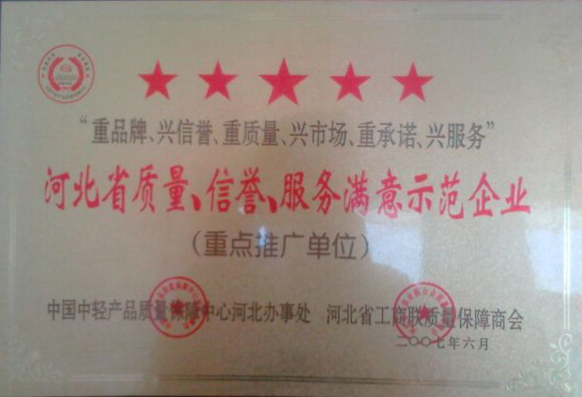 “重品牌、兴信誉、重质量、兴市场、重承诺、兴服务”
河北省质量、信誉、服务满意示范企业
（重点推广单位）
中国中轻产品质量保障中心河北办事处 河北省工商联质量保障商会
二〇〇七年六月